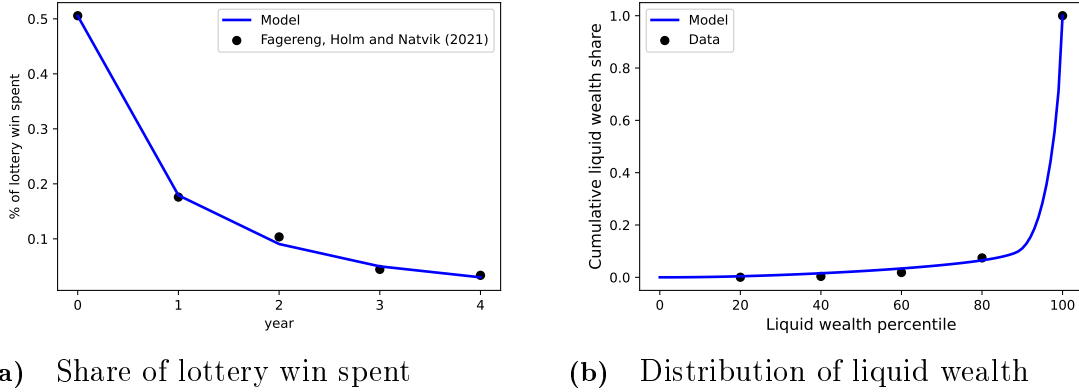 0.5
0.4
0.3
0.2
0.1
% of lottery win spent
0 1 2 3 4
year
Model
Fagereng, Holm and Natvik (2021)
a) Share of lottery win spent
1.0
0.8
0.6
0.4
0.2
0.0
Cumulative liquid wealth share
0 20 40 60 80 100
Liquid wealth percentile
Model
Data
(b) Distribution of liquid wealth